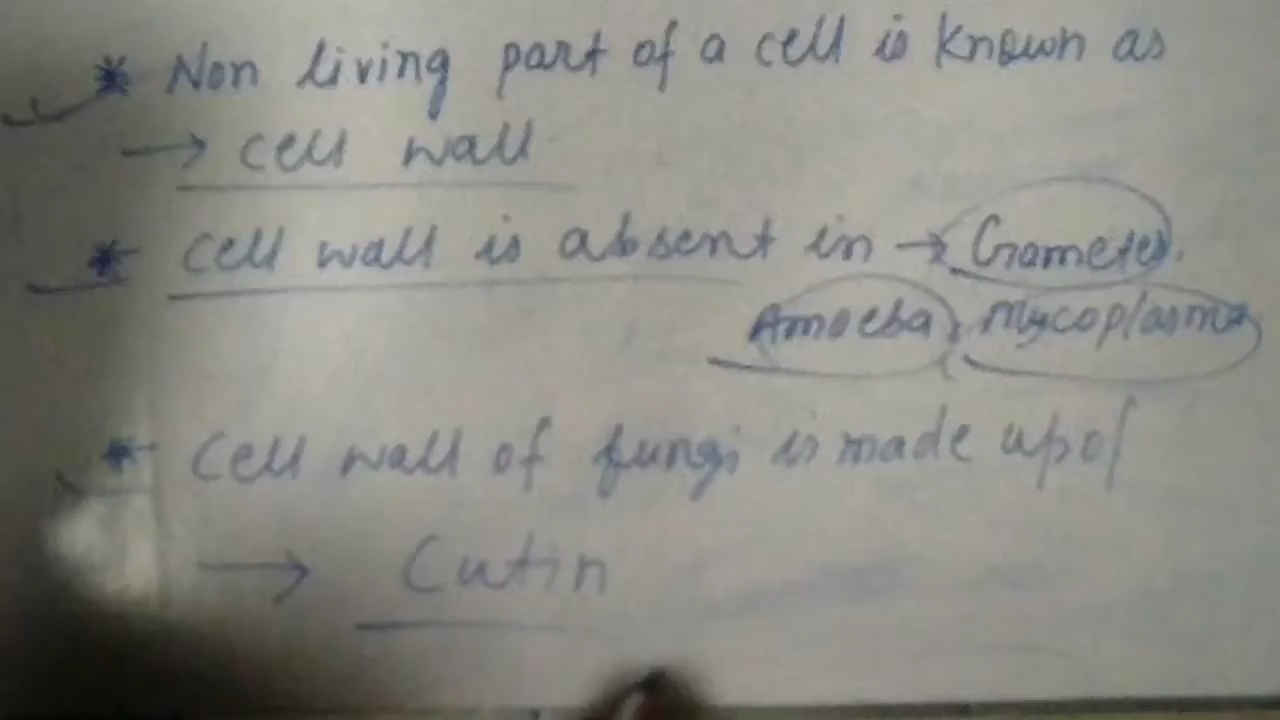 * Non living part of a cell is known as
→ cell wall
* Cell wall is absent in → Gametes.
Amoeba, Mycoplasma
* Cell wall of fungi is made up of
→ Cutin